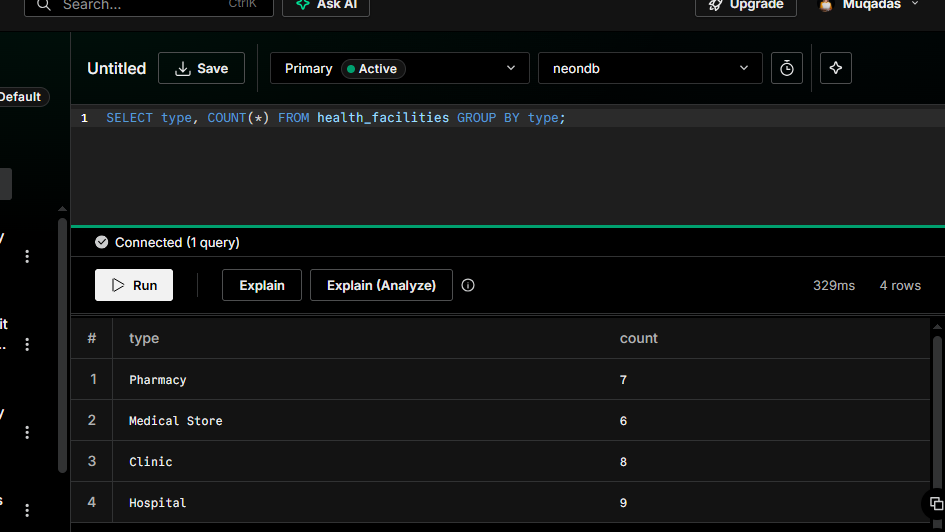 Search... CtrlK Ask AI Upgrade Muqadas
Untitled Save Primary Active neondb
Default
1 SELECT type, COUNT(*) FROM health_facilities GROUP BY type;
Connected (1 query)
Run Explain Explain (Analyze) 329ms 4 rows
# type count
1 Pharmacy 7
2 Medical Store 6
3 Clinic 8
4 Hospital 9